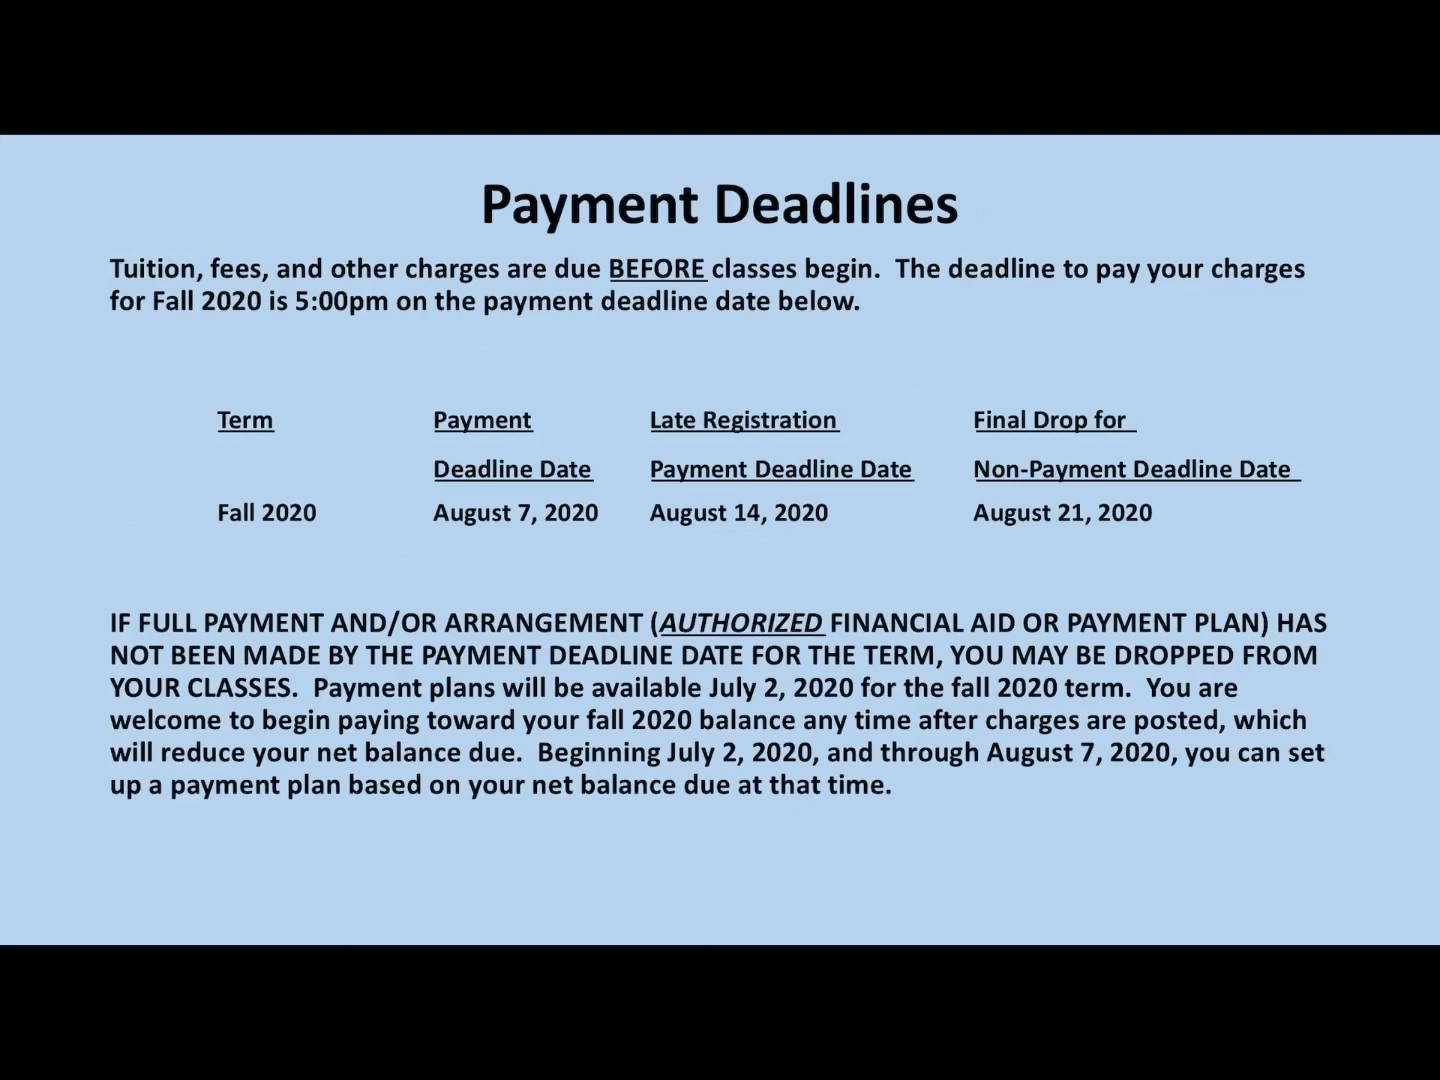 Payment Deadlines
Tuition, fees, and other charges are due BEFORE classes begin.  The deadline to pay your charges
for Fall 2020 is 5:00pm on the payment deadline date below.
Term Payment Late Registration Final Drop for
Deadline Date Payment Deadline Date Non-Payment Deadline Date
Fall 2020 August 7, 2020 August 14, 2020 August 21, 2020
IF FULL PAYMENT AND/OR ARRANGEMENT (AUTHORIZED FINANCIAL AID OR PAYMENT PLAN) HAS
NOT BEEN MADE BY THE PAYMENT DEADLINE DATE FOR THE TERM, YOU MAY BE DROPPED FROM
YOUR CLASSES.  Payment plans will be available July 2, 2020 for the fall 2020 term.  You are
welcome to begin paying toward your fall 2020 balance any time after charges are posted, which
will reduce your net balance due.  Beginning July 2, 2020, and through August 7, 2020, you can set
up a payment plan based on your net balance due at that time.